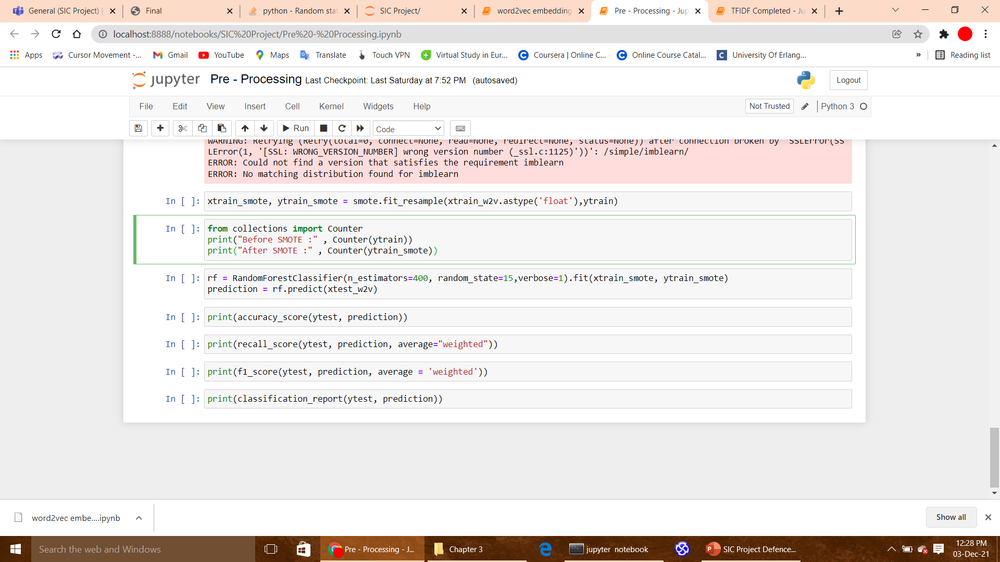 General (SIC Project)
Final
python - Random stat
SIC Project/
word2vec embedding
Pre - Processing - Jup
TFIDF Completed - Ju
localhost:8888/notebooks/SIC%20Project/Pre%20-%20Processing.ipynb
Apps
Cursor Movement -...
Gmail
YouTube
Maps
Translate
Touch VPN
Virtual Study in Eur...
Coursera | Online C...
Online Course Catal...
University Of Erlang...
»
Reading list
jupyter Pre - Processing Last Checkpoint: Last Saturday at 7:52 PM (autosaved)
Logout
File Edit View Insert Cell Kernel Widgets Help
Not Trusted
Python 3
Run
Code
WARNING: Retrying (Retry(total=0, connect=None, read=None, redirect=None, status=None)) after connection broken by 'SSLError(SS
LError(1, '[SSL: WRONG_VERSION_NUMBER] wrong version number (_ssl.c:1125)'))': /simple/imblearn/
ERROR: Could not find a version that satisfies the requirement imblearn
ERROR: No matching distribution found for imblearn
In [ ]: xtrain_smote, ytrain_smote = smote.fit_resample(xtrain_w2v.astype('float'),ytrain)
In [ ]: from collections import Counter
print("Before SMOTE :" , Counter(ytrain))
print("After SMOTE :" , Counter(ytrain_smote))
In [ ]: rf = RandomForestClassifier(n_estimators=400, random_state=15,verbose=1).fit(xtrain_smote, ytrain_smote)
prediction = rf.predict(xtest_w2v)
In [ ]: print(accuracy_score(ytest, prediction))
In [ ]: print(recall_score(ytest, prediction, average="weighted"))
In [ ]: print(f1_score(ytest, prediction, average = 'weighted'))
In [ ]: print(classification_report(ytest, prediction))
word2vec embe....ipynb
Show all
Search the web and Windows
Pre - Processing - J...
Chapter 3
jupyter notebook
SIC Project Defence...
12:28 PM
03-Dec-21